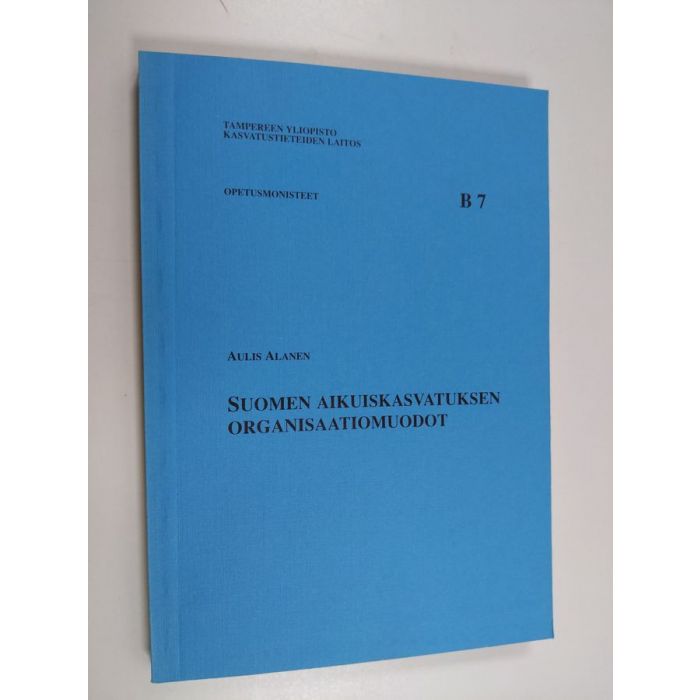 TAMPEREEN YLIOPISTO
KASVATUSTIETEIDEN LAITOS
OPETUSMONISTEET B 7
AULIS ALANEN
SUOMEN AIKUISKASVATUKSEN
ORGANISAATIOMUODOT